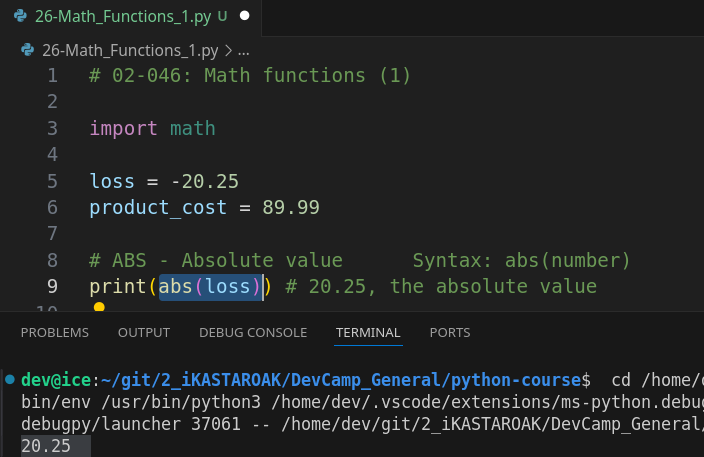 26-Math_Functions_1.py U
26-Math_Functions_1.py > ...
1 # 02-046: Math functions (1)
2
3 import math
4
5 loss = -20.25
6 product_cost = 89.99
7
8 # ABS - Absolute value      Syntax: abs(number)
9 print(abs(loss)) # 20.25, the absolute value
10
PROBLEMS OUTPUT DEBUG CONSOLE TERMINAL PORTS
dev@ice:~/git/2_iKASTAROAK/DevCamp_General/python-course$  cd /home/
bin/env /usr/bin/python3 /home/dev/.vscode/extensions/ms-python.debug
debugpy/launcher 37061 -- /home/dev/git/2_iKASTAROAK/DevCamp_General/
20.25